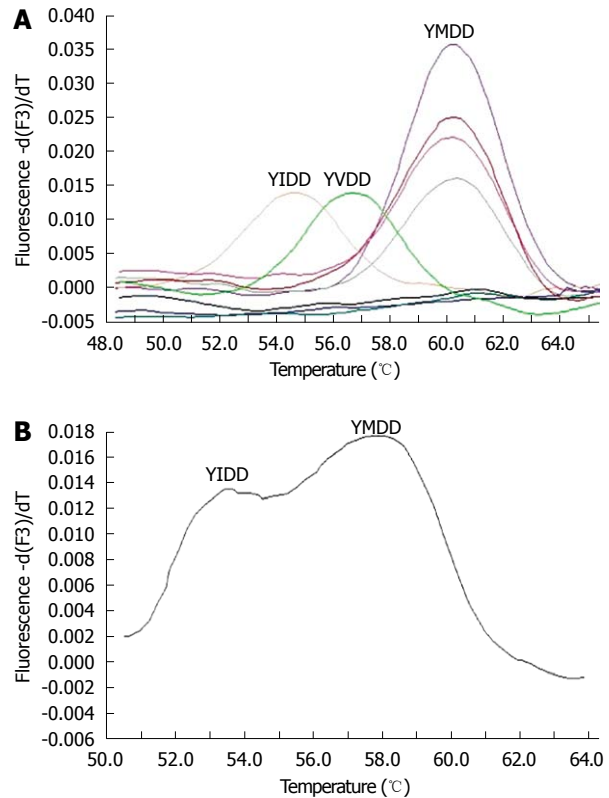 A
0.040
0.035
0.030
0.025
0.020
0.015
0.010
0.005
0.000
-0.005
Fluorescence -d(F3)/dT
YMDD
YIDD YVDD
48.0 52.0 54.0 56.0 58.0 60.0 62.0 64.0
Temperature (℃)
B
0.018
0.016
0.014
0.012
0.010
0.008
0.006
0.004
0.002
0.000
-0.002
-0.004
-0.006
Fluorescence -d(F3)/dT
YMDD
YIDD
50.0 52.0 54.0 56.0 58.0 60.0 62.0 64.0
Temperature (℃)